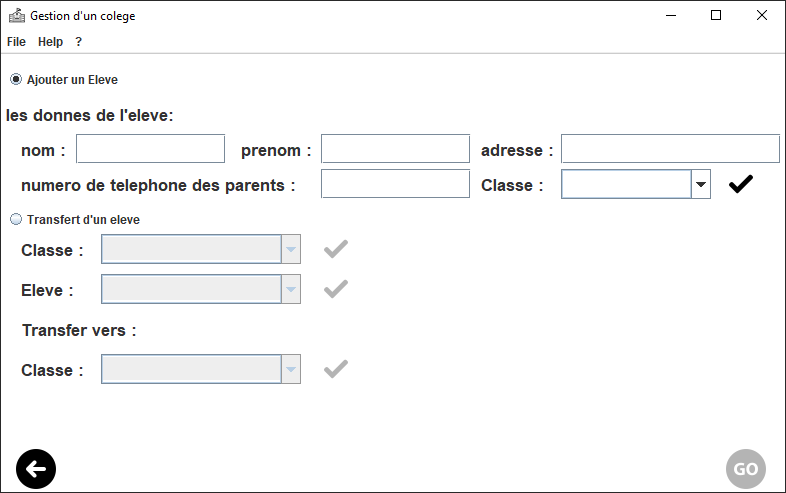 Gestion d'un colege
File Help ?
Ajouter un Eleve
les donnes de l'eleve:
nom : prenom : adresse :
numero de telephone des parents : Classe :
Transfert d'un eleve
Classe :
Eleve :
Transfer vers :
Classe :
GO